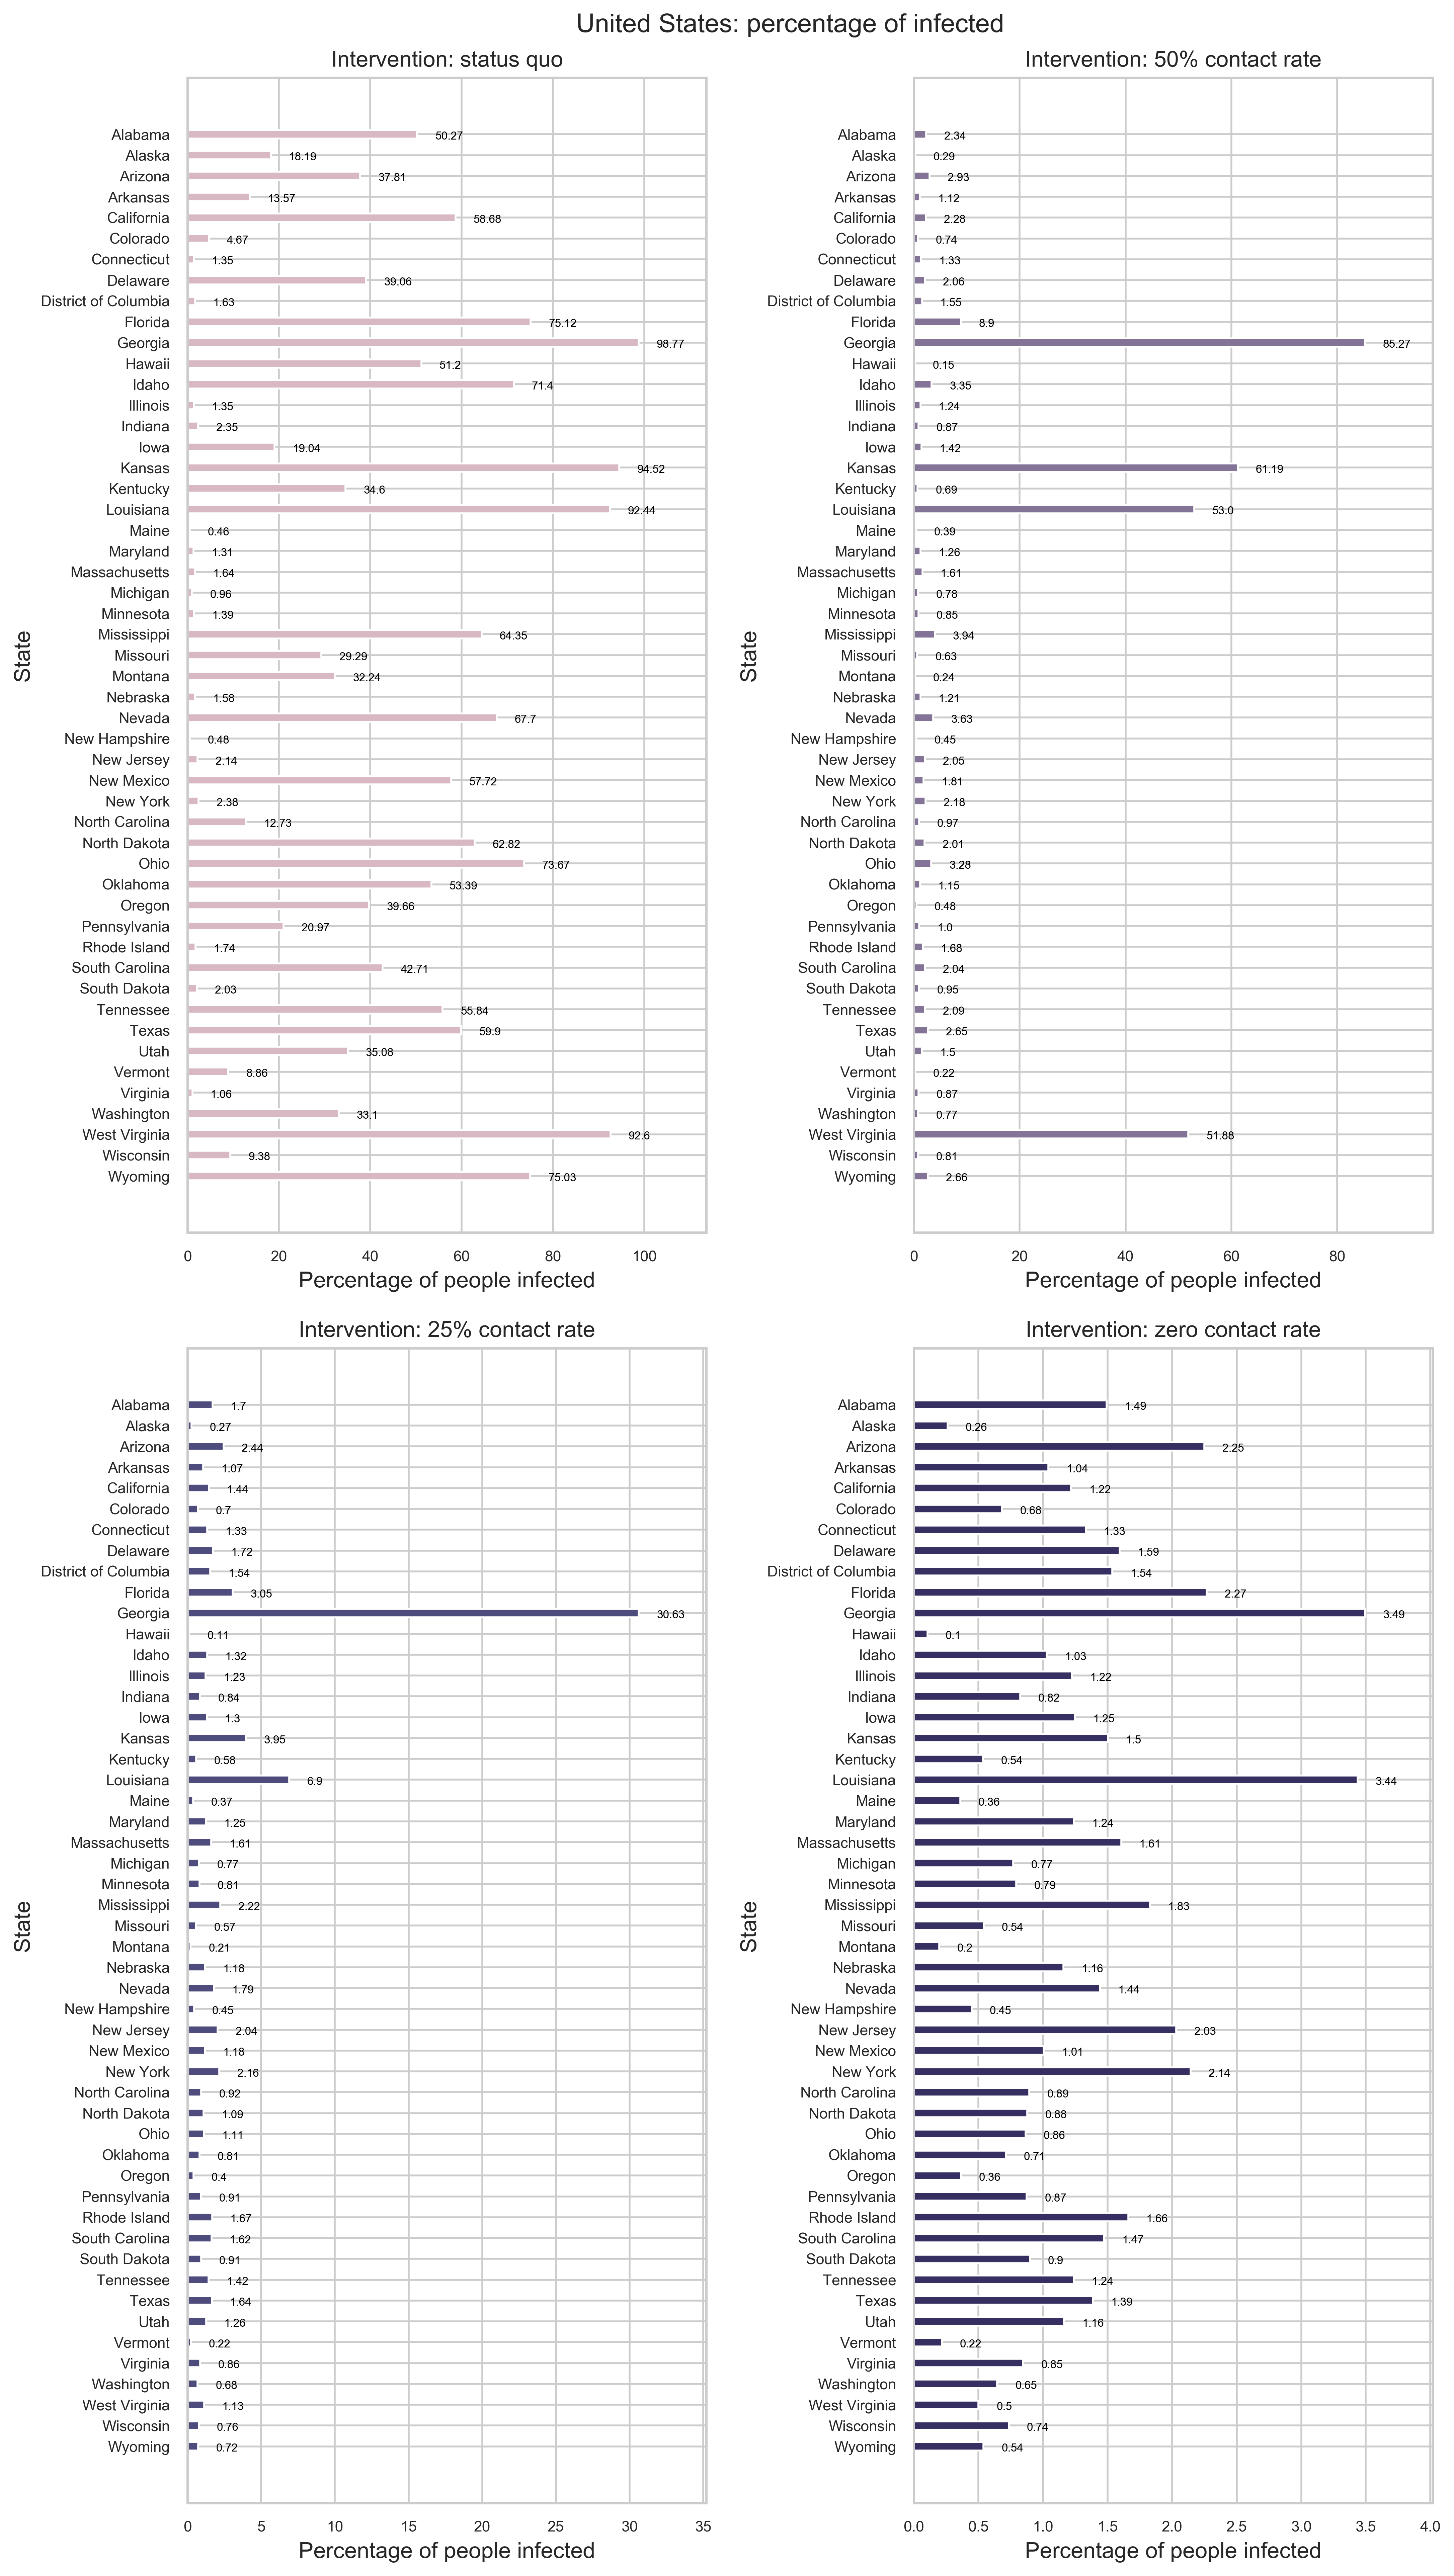 United States: percentage of infected
Intervention: status quo
State
Alabama 50.27
Alaska 18.19
Arizona 37.81
Arkansas 13.57
California 58.68
Colorado 4.67
Connecticut 1.35
Delaware 39.06
District of Columbia 1.63
Florida 75.12
Georgia 98.77
Hawaii 51.2
Idaho 71.4
Illinois 1.35
Indiana 2.35
Iowa 19.04
Kansas 94.52
Kentucky 34.6
Louisiana 92.44
Maine 0.46
Maryland 1.31
Massachusetts 1.64
Michigan 0.96
Minnesota 1.39
Mississippi 64.35
Missouri 29.29
Montana 32.24
Nebraska 1.58
Nevada 67.7
New Hampshire 0.48
New Jersey 2.14
New Mexico 57.72
New York 2.38
North Carolina 12.73
North Dakota 62.82
Ohio 73.67
Oklahoma 53.39
Oregon 39.66
Pennsylvania 20.97
Rhode Island 1.74
South Carolina 42.71
South Dakota 2.03
Tennessee 55.84
Texas 59.9
Utah 35.08
Vermont 8.86
Virginia 1.06
Washington 33.1
West Virginia 92.6
Wisconsin 9.38
Wyoming 75.03
0 20 40 60 80 100
Percentage of people infected
Intervention: 50% contact rate
State
Alabama 2.34
Alaska 0.29
Arizona 2.93
Arkansas 1.12
California 2.28
Colorado 0.74
Connecticut 1.33
Delaware 2.06
District of Columbia 1.55
Florida 8.9
Georgia 85.27
Hawaii 0.15
Idaho 3.35
Illinois 1.24
Indiana 0.87
Iowa 1.42
Kansas 61.19
Kentucky 0.69
Louisiana 53.0
Maine 0.39
Maryland 1.26
Massachusetts 1.61
Michigan 0.78
Minnesota 0.85
Mississippi 3.94
Missouri 0.63
Montana 0.24
Nebraska 1.21
Nevada 3.63
New Hampshire 0.45
New Jersey 2.05
New Mexico 1.81
New York 2.18
North Carolina 0.97
North Dakota 2.01
Ohio 3.28
Oklahoma 1.15
Oregon 0.48
Pennsylvania 1.0
Rhode Island 1.68
South Carolina 2.04
South Dakota 0.95
Tennessee 2.09
Texas 2.65
Utah 1.5
Vermont 0.22
Virginia 0.87
Washington 0.77
West Virginia 51.88
Wisconsin 0.81
Wyoming 2.66
0 20 40 60 80
Percentage of people infected
Intervention: 25% contact rate
State
Alabama 1.7
Alaska 0.27
Arizona 2.44
Arkansas 1.07
California 1.44
Colorado 0.7
Connecticut 1.33
Delaware 1.72
District of Columbia 1.54
Florida 3.05
Georgia 30.63
Hawaii 0.11
Idaho 1.32
Illinois 1.23
Indiana 0.84
Iowa 1.3
Kansas 3.95
Kentucky 0.58
Louisiana 6.9
Maine 0.37
Maryland 1.25
Massachusetts 1.61
Michigan 0.77
Minnesota 0.81
Mississippi 2.22
Missouri 0.57
Montana 0.21
Nebraska 1.18
Nevada 1.79
New Hampshire 0.45
New Jersey 2.04
New Mexico 1.18
New York 2.16
North Carolina 0.92
North Dakota 1.09
Ohio 1.11
Oklahoma 0.81
Oregon 0.4
Pennsylvania 0.91
Rhode Island 1.67
South Carolina 1.62
South Dakota 0.91
Tennessee 1.42
Texas 1.64
Utah 1.26
Vermont 0.22
Virginia 0.86
Washington 0.68
West Virginia 1.13
Wisconsin 0.76
Wyoming 0.72
0 5 10 15 20 25 30 35
Percentage of people infected
Intervention: zero contact rate
State
Alabama 1.49
Alaska 0.26
Arizona 2.25
Arkansas 1.04
California 1.22
Colorado 0.68
Connecticut 1.33
Delaware 1.59
District of Columbia 1.54
Florida 2.27
Georgia 3.49
Hawaii 0.1
Idaho 1.03
Illinois 1.22
Indiana 0.82
Iowa 1.25
Kansas 1.5
Kentucky 0.54
Louisiana 3.44
Maine 0.36
Maryland 1.24
Massachusetts 1.61
Michigan 0.77
Minnesota 0.79
Mississippi 1.83
Missouri 0.54
Montana 0.2
Nebraska 1.16
Nevada 1.44
New Hampshire 0.45
New Jersey 2.03
New Mexico 1.01
New York 2.14
North Carolina 0.89
North Dakota 0.88
Ohio 0.86
Oklahoma 0.71
Oregon 0.36
Pennsylvania 0.87
Rhode Island 1.66
South Carolina 1.47
South Dakota 0.9
Tennessee 1.24
Texas 1.39
Utah 1.16
Vermont 0.22
Virginia 0.85
Washington 0.65
West Virginia 0.5
Wisconsin 0.74
Wyoming 0.54
0.0 0.5 1.0 1.5 2.0 2.5 3.0 3.5 4.0
Percentage of people infected